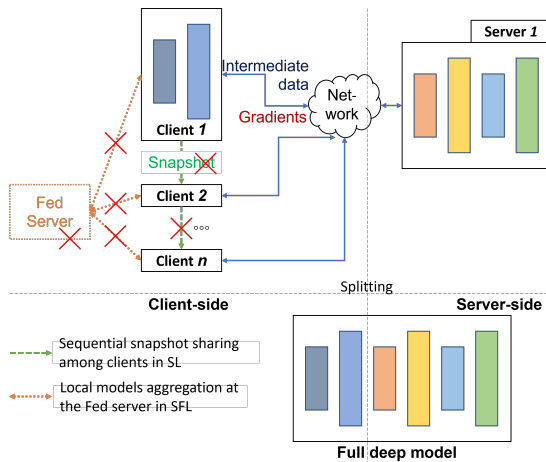 Server 1
Intermediate
data
Gradients
Net-
work
Client 1
Snapshot
Fed
Server
Client 2
Client n
Splitting
Client-side
Server-side
Sequential snapshot sharing
among clients in SL
Local models aggregation at
the Fed server in SFL
Full deep model